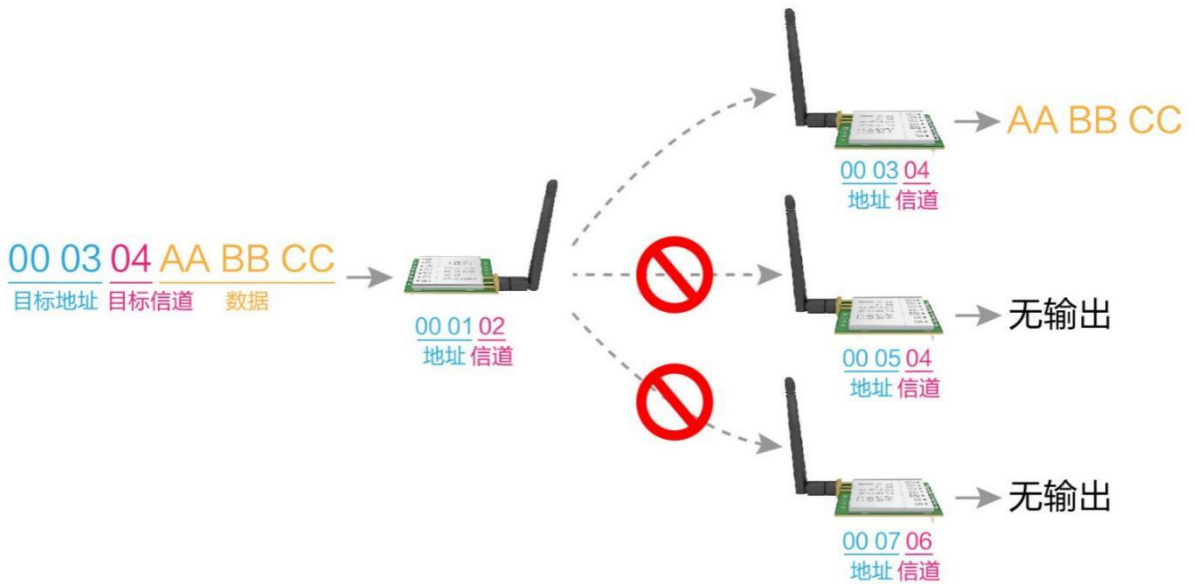 00 03 04 AA BB CC
目标地址 目标信道 数据
00 01 02
地址 信道
AA BB CC
00 03 04
地址 信道
无输出
00 05 04
地址 信道
无输出
00 07 06
地址 信道